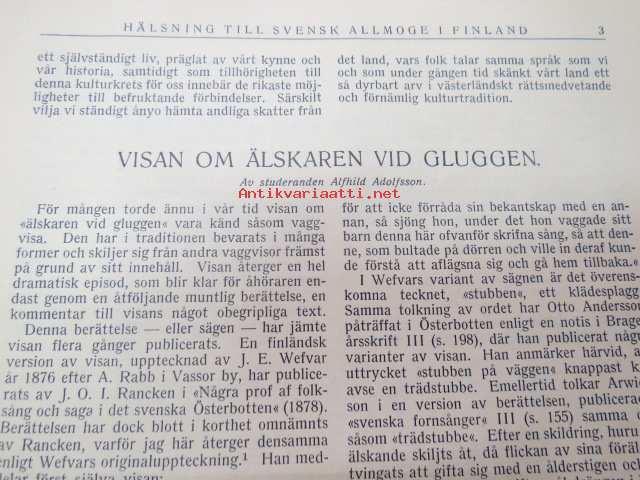 HÄLSNING TILL SVENSK ALLMOGE I FINLAND 3
ett självständigt liv, präglat av vårt kynne och
vår historia, samtidigt som tillhörigheten till
denna kulturkrets för oss innebär de rikaste möj-
ligheter till befruktande förbindelser. Särskilt
vilja vi ständigt ånyo hämta andliga skatter från
det land, vars folk talar samma språk som vi
och som under gången tid skänkt vårt land ett
så dyrbart arv i västerländskt rättsmedvetande
och förnämlig kulturtradition.
VISAN OM ÄLSKAREN VID GLUGGEN.
Av studeranden Alfhild Adolfsson.
Antikvariaatti.net
För mången torde ännu i vår tid visan om
«älskaren vid gluggen« vara känd såsom vagg-
visa. Den har i traditionen bevarats i många
former och skiljer sig från andra vaggvisor främst
på grund av sitt innehåll. Visan återger en hel
dramatisk episod, som blir klar för åhöraren en-
dast genom en åtföljande muntlig berättelse, en
kommentar till visans något obegripliga text.
Denna berättelse — eller sägen — har jämte
visan flera gånger publicerats. En finländsk
version av visan, upptecknad av J. E. Wefvar
år 1876 efter A. Rabb i Vassor by, har publice-
rats av J. O. I. Rancken i «Några prof af folk-
sång och saga i det svenska Österbotten« (1878).
Berättelsen har dock blott i korthet omnämnts
av Rancken, varför jag här återger densamma
enligt Wefvars originaluppteckning.¹ Han med-
delar först själva visan:
för att icke förråda sin bekantskap med en an-
nan, så sjöng hon, under det hon vaggade sitt
barn denna här ofvanför skrifna sång, så att den-
ne, som bultade på dörren och ville in deraf kun-
de förstå att aflägsna sig och gå hem tillbaka.«
I Wefvars variant av sägnen är det överens-
komna tecknet, «stubben«, ett klädesplagg
Samma tolkning av ordet har Otto Andersson
påträffat i Österbotten enligt en notis i Brages
årsskrift III (s. 198), där han publicerat några
varianter av visan. Han anmärker härvid, a
uttrycket «stubben på väggen« knappast k
avse en trädstubbe. Emellertid tolkar Arwi
son i en version av berättelsen, publicerad
«svenska fornsånger« III (s. 155) samma
såsom «trädstubbe«. Efter en skildring, huru
älskande skiljts åt, då flickan av sina föräl
tvingats att gifta sig med en ålderstigen och